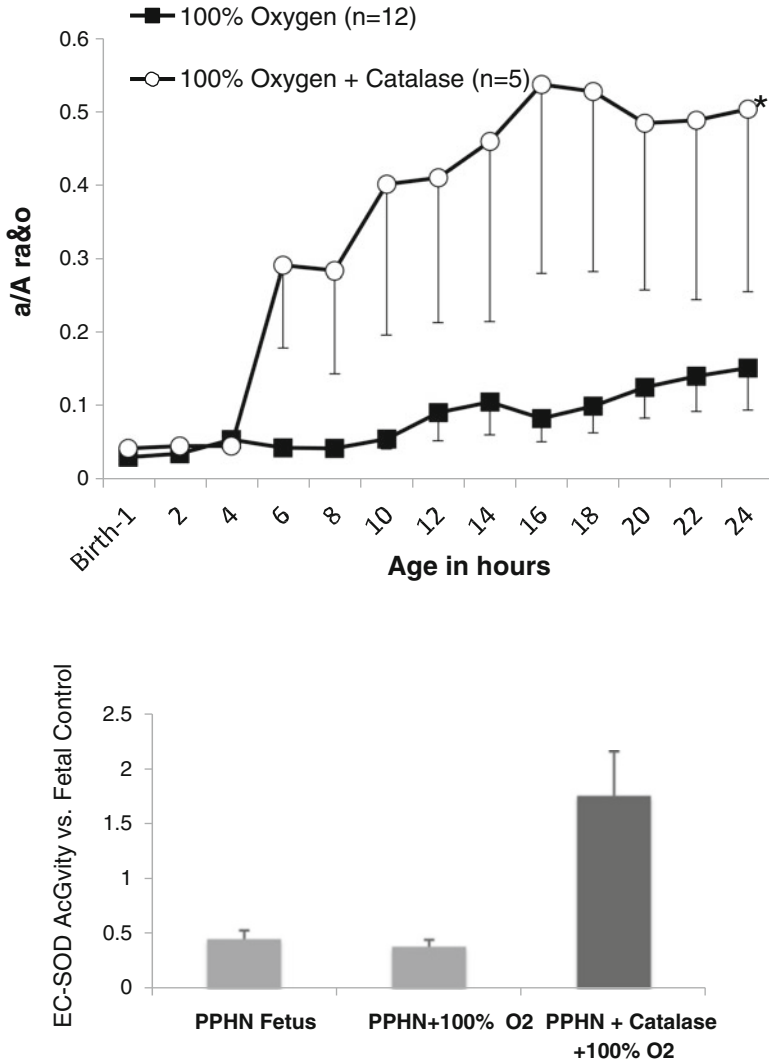 100% Oxygen (n=12)
100% Oxygen + Catalase (n=5)
0.6
0.5
0.4
0.3
0.2
0.1
0
*
a/A ra&o
Birth-1 2 4 6 8 10 12 14 16 18 20 22 24
Age in hours
EC-SOD AcGvity vs. Fetal Control
2.5
2
1.5
1
0.5
0
PPHN Fetus PPHN+100% O2 PPHN + Catalase
+100% O2